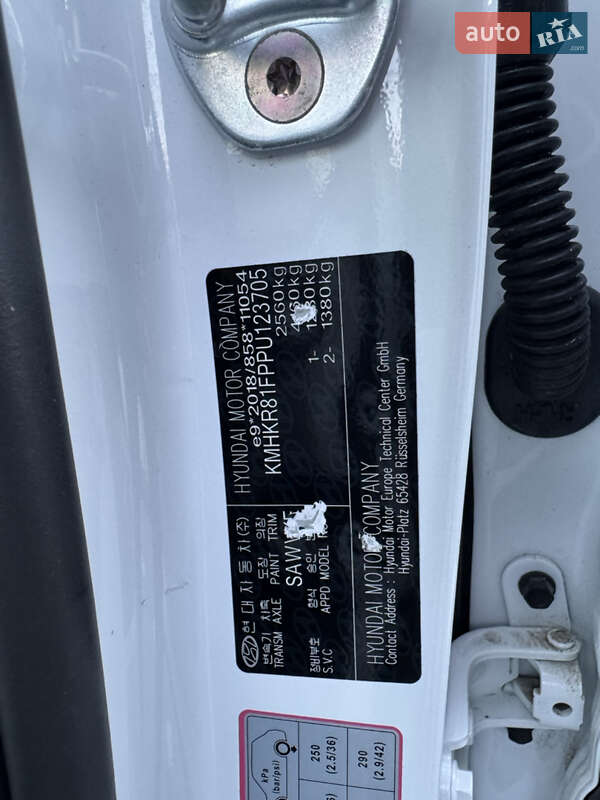 auto RIA.com
현대자동차(주) HYUNDAI MOTOR COMPANY
e9*2018/858*11054
변속기 차축 도장 의장 KMHKR81FPPU123705
TRANSM AXLE PAINT TRIM 2560kg
SAW
1-
2- 1380kg
형식 승인
APPD MODEL
정비부호
S.V.C
HYUNDAI MOTOR COMPANY
Contact Address : Hyundai Motor Europe Technical Center GmbH
Hyundai-Platz 65428 Rüsselsheim Germany
kPa
(bar/psi)
250
(2.5/36)
290
(2.9/42)